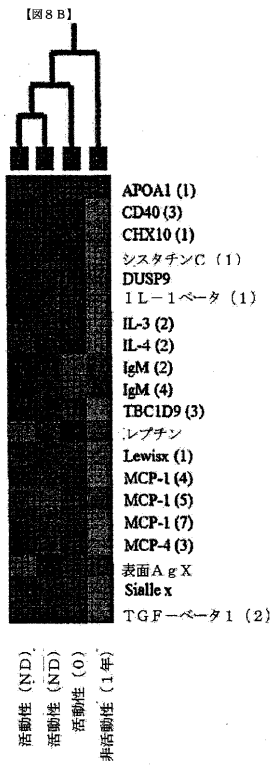 【図8B】
APOA1 (1)
CD40 (3)
CHX10 (1)
シスタチンC (1)
DUSP9
IL-1ベータ (1)
IL-3 (2)
IL-4 (2)
IgM (2)
IgM (4)
TBC1D9 (3)
レプチン
Lewisx (1)
MCP-1 (4)
MCP-1 (5)
MCP-1 (7)
MCP-4 (3)
表面AgX
Sialle x
TGF-ベータ1 (2)
活動性 (ND)
活動性 (ND)
活動性 (0)
非活動性 (1年)